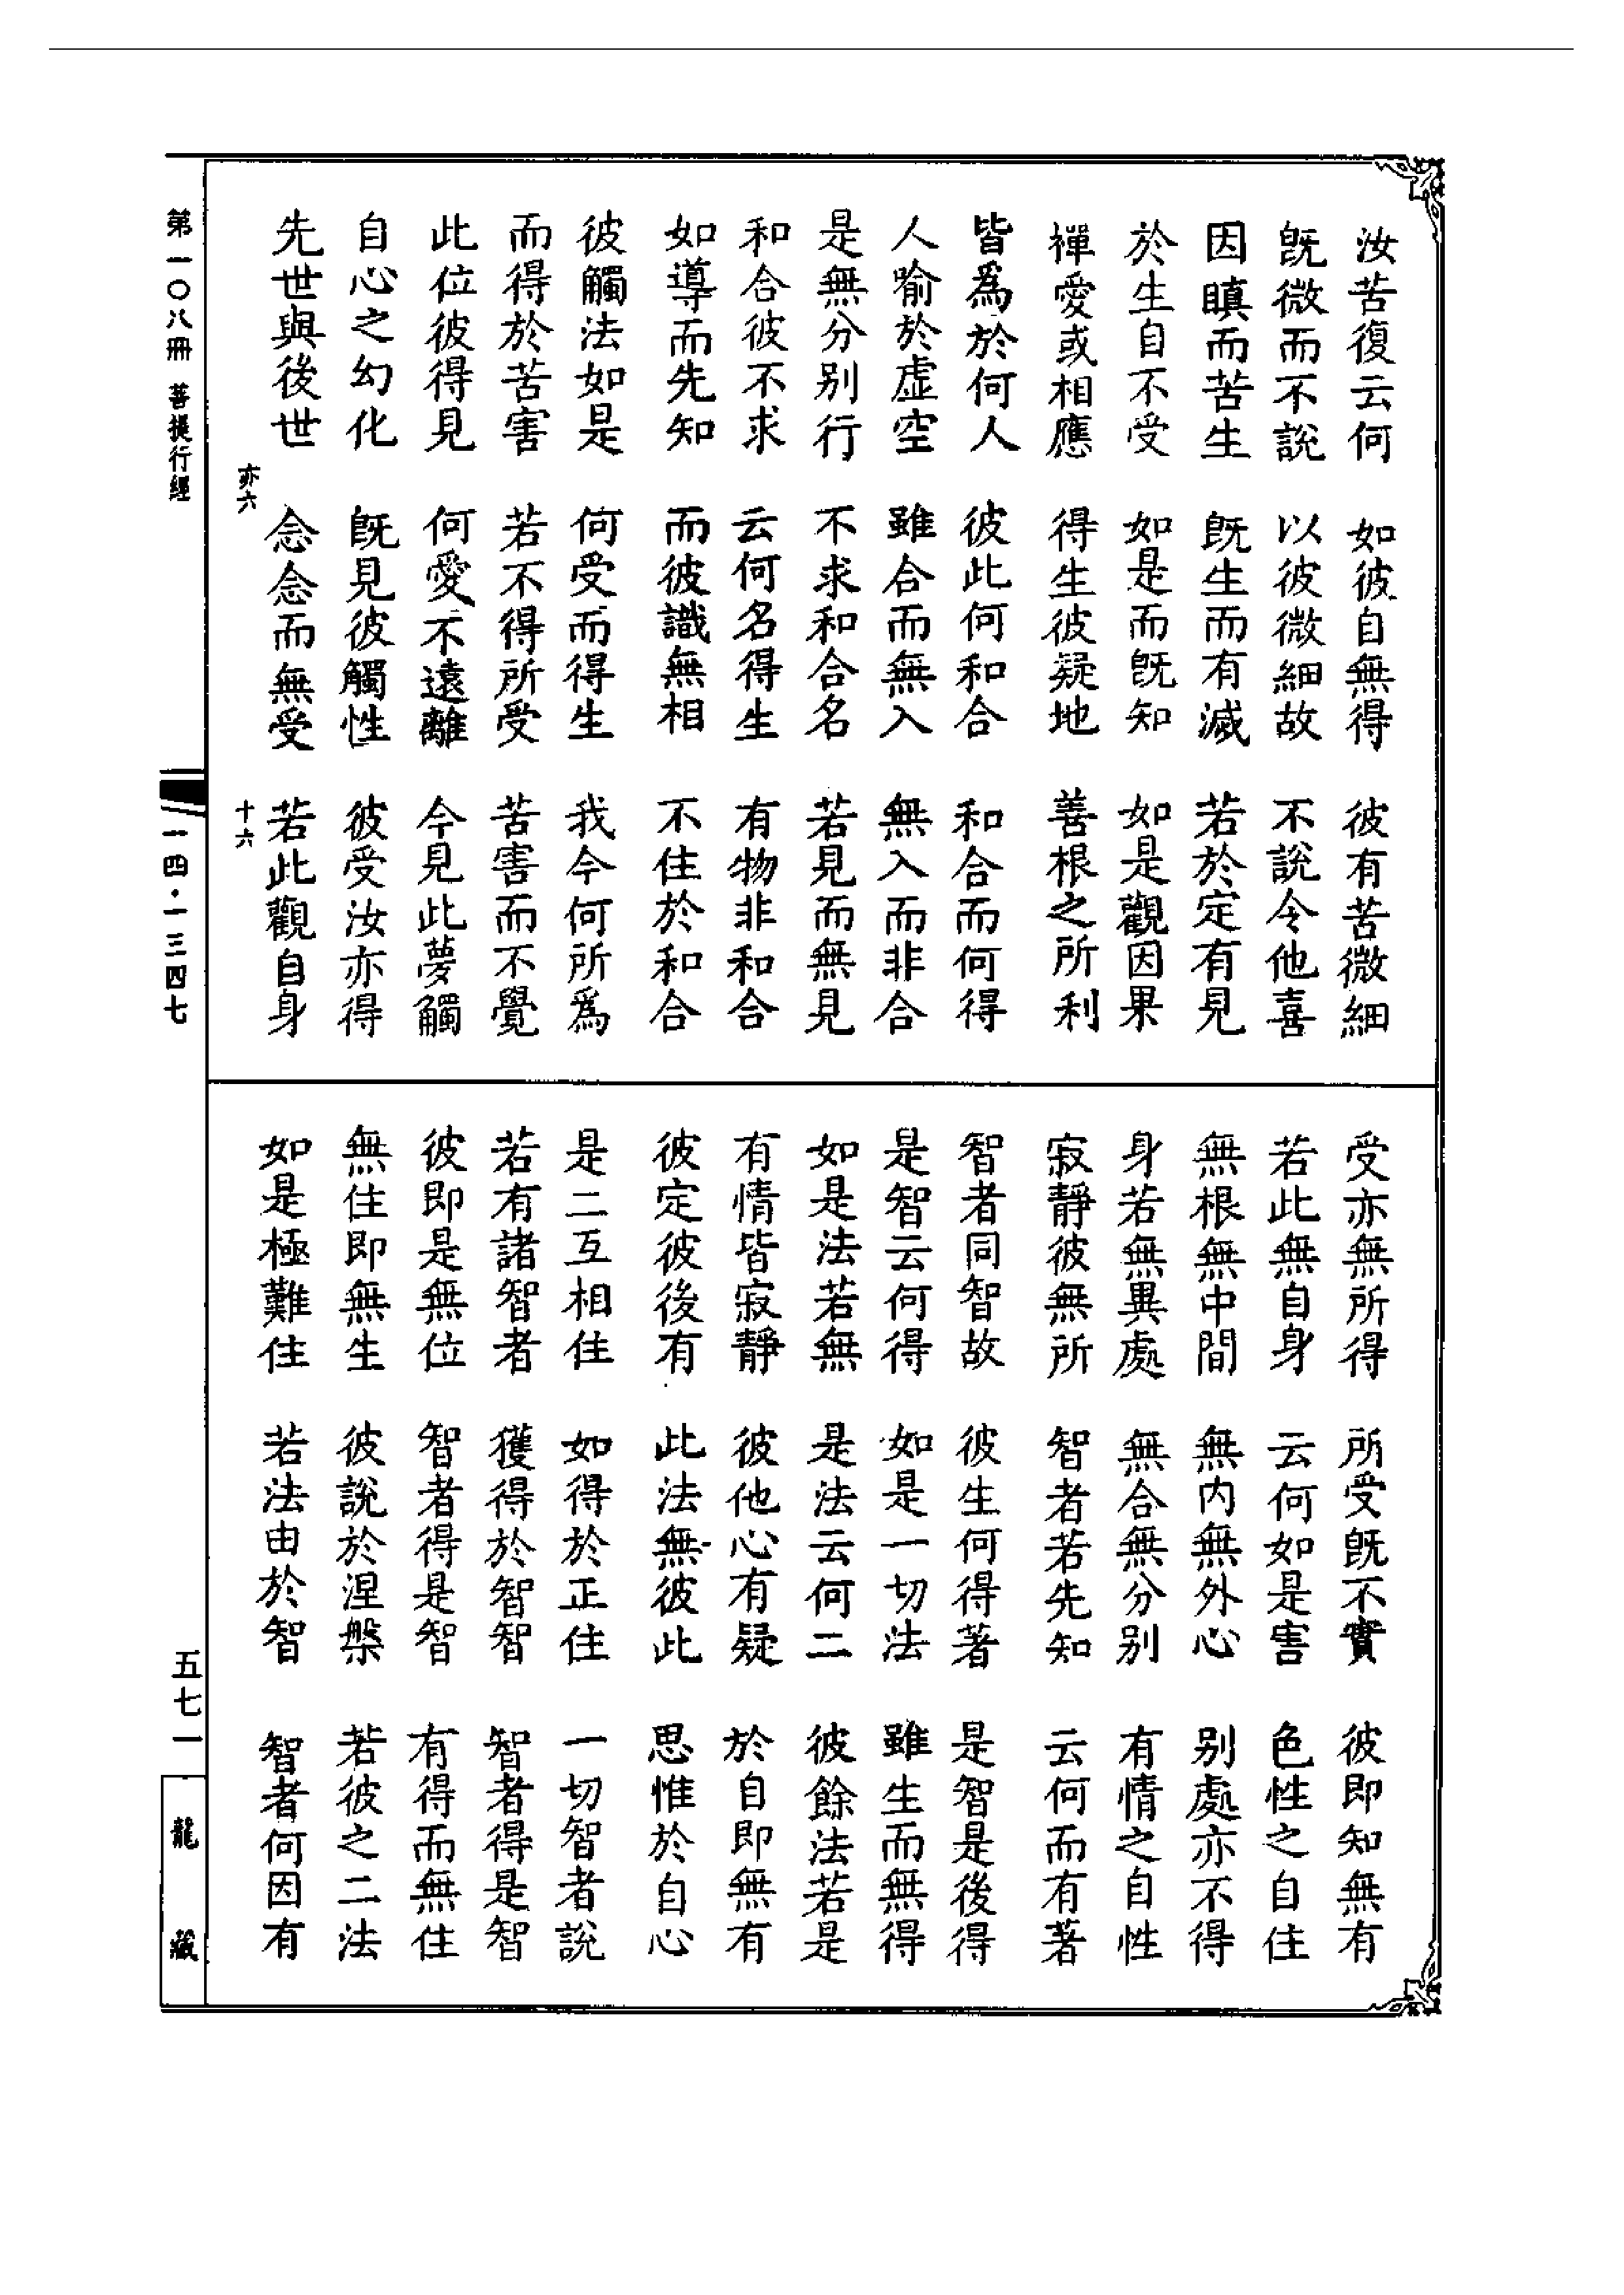 汝苦復云何　如彼自無得　彼有苦微細
既微而不說　以彼微細故　不說令他喜
因瞋而苦生　既生而有滅　若於定有見
於生自不受　如是而既知　如是觀因果
禪愛或相應　得生彼疑地　善根之所利
皆爲於何人　彼此何和合　和合而何得
人喻於虛空　雖合而無入　無入而非合
是無分別行　不求和合名　若見而無見
和合彼不求　云何名得生　有物非和合
如導而先知　而彼識無相　不住於和合
彼觸法如是　何受而得生　我今何所爲
而得於苦害　若不得所受　苦害而不覺
此位彼得見　何愛不遠離　今見此夢觸
自心之幻化　既見彼觸性　彼受汝亦得
先世與後世　念念而無受　若此觀自身
亦六　十六
受亦無所得　所受既不實　彼即知無有
若此無自身　云何如是害　色性之自住
無根無中間　無內無外心　別處亦不得
身若無異處　無合無分別　有情之自性
寂靜彼無所　智者若先知　云何而有著
智者同智故　彼生何得著　是智是後得
是智云何得　如是一切法　雖生而無得
如是法若無　是法云何二　彼餘法若是
有情皆寂靜　彼他心有疑　於自即無有
彼定彼後有　此法無彼此　思惟於自心
是二互相住　如得於正住　一切智者說
若有諸智者　獲得於智智　智者得是智
彼即是無位　智者得是智　有得而無住
無住即無生　彼說於涅槃　若彼之二法
如是極難住　若法由於智　智者何因有
第一〇八冊　菩提行經　一四·一三四七　五七一　龍藏